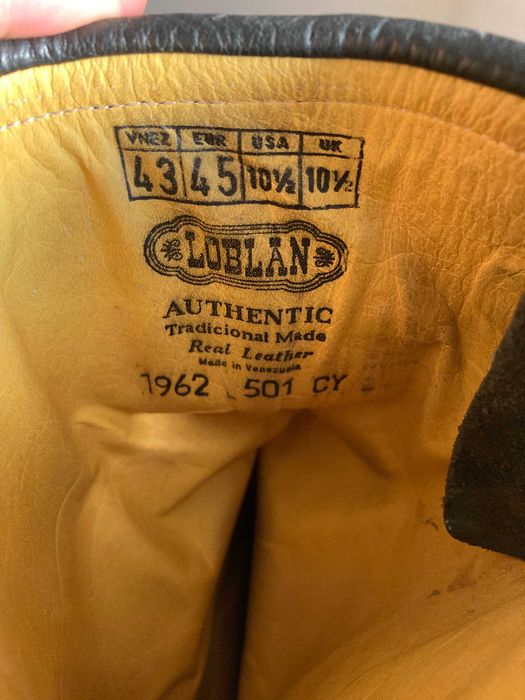 VNEZ EUR USA UK
43 45 10½ 10½
LOBLAN
AUTHENTIC
Tradicional Made
Real Leather
Made in Venezuela
1962 501 CY